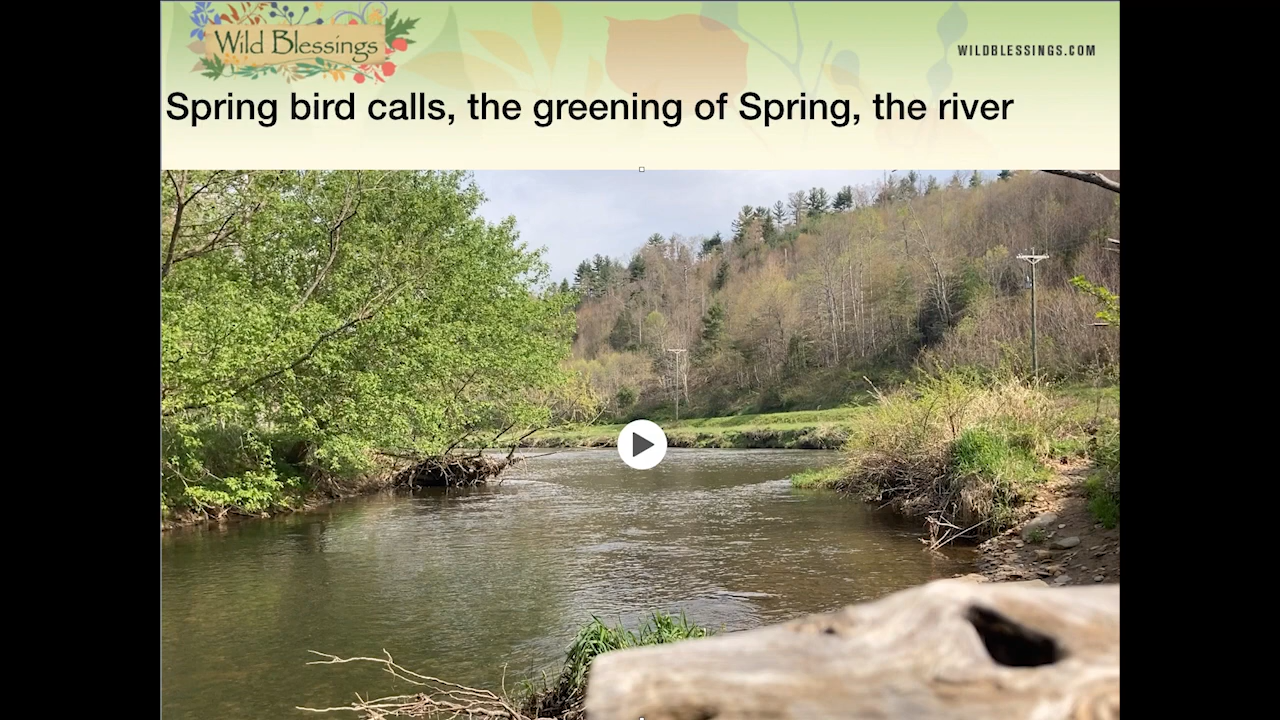 Wild Blessings
WILDBLESSINGS.COM
Spring bird calls, the greening of Spring, the river